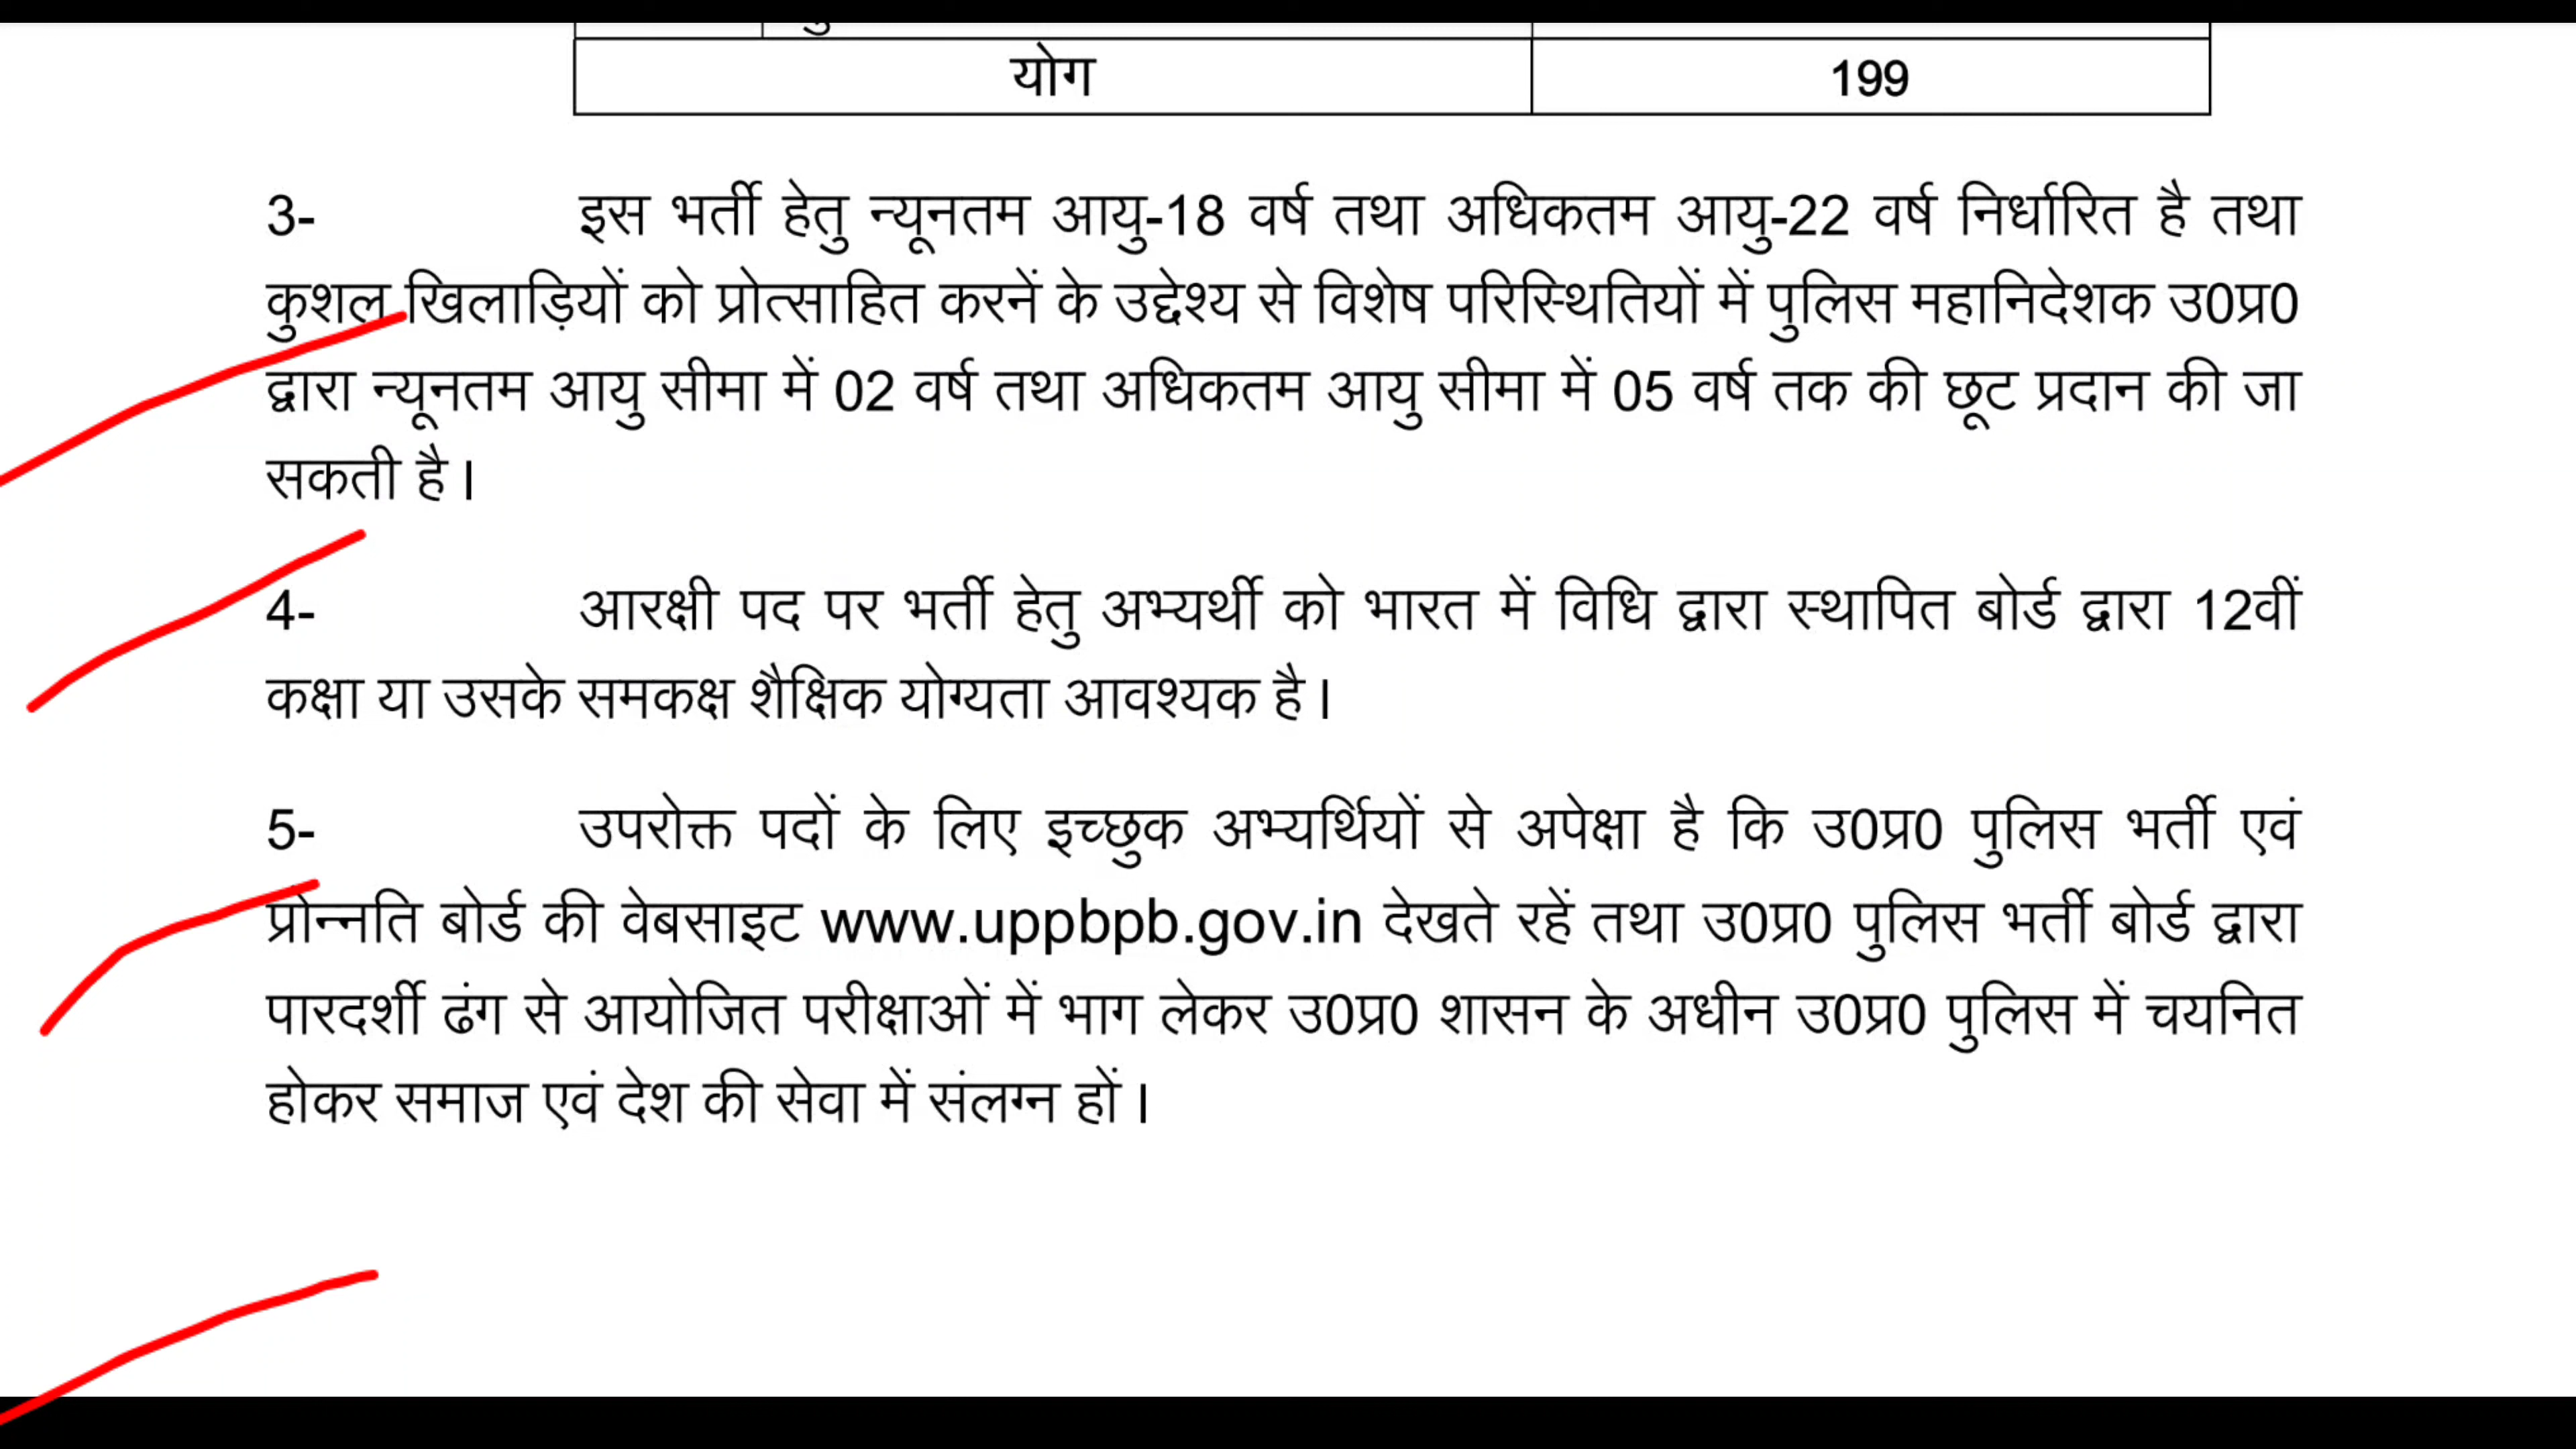 योग 199
3- इस भर्ती हेतु न्यूनतम आयु-18 वर्ष तथा अधिकतम आयु-22 वर्ष निर्धारित है तथा
कुशल खिलाड़ियों को प्रोत्साहित करनें के उद्देश्य से विशेष परिस्थितियों में पुलिस महानिदेशक उ0प्र0
द्वारा न्यूनतम आयु सीमा में 02 वर्ष तथा अधिकतम आयु सीमा में 05 वर्ष तक की छूट प्रदान की जा
सकती है।
4- आरक्षी पद पर भर्ती हेतु अभ्यर्थी को भारत में विधि द्वारा स्थापित बोर्ड द्वारा 12वीं
कक्षा या उसके समकक्ष शैक्षिक योग्यता आवश्यक है।
5- उपरोक्त पदों के लिए इच्छुक अभ्यर्थियों से अपेक्षा है कि उ0प्र0 पुलिस भर्ती एवं
प्रोन्नति बोर्ड की वेबसाइट www.uppbpb.gov.in देखते रहें तथा उ0प्र0 पुलिस भर्ती बोर्ड द्वारा
पारदर्शी ढंग से आयोजित परीक्षाओं में भाग लेकर उ0प्र0 शासन के अधीन उ0प्र0 पुलिस में चयनित
होकर समाज एवं देश की सेवा में संलग्न हों।